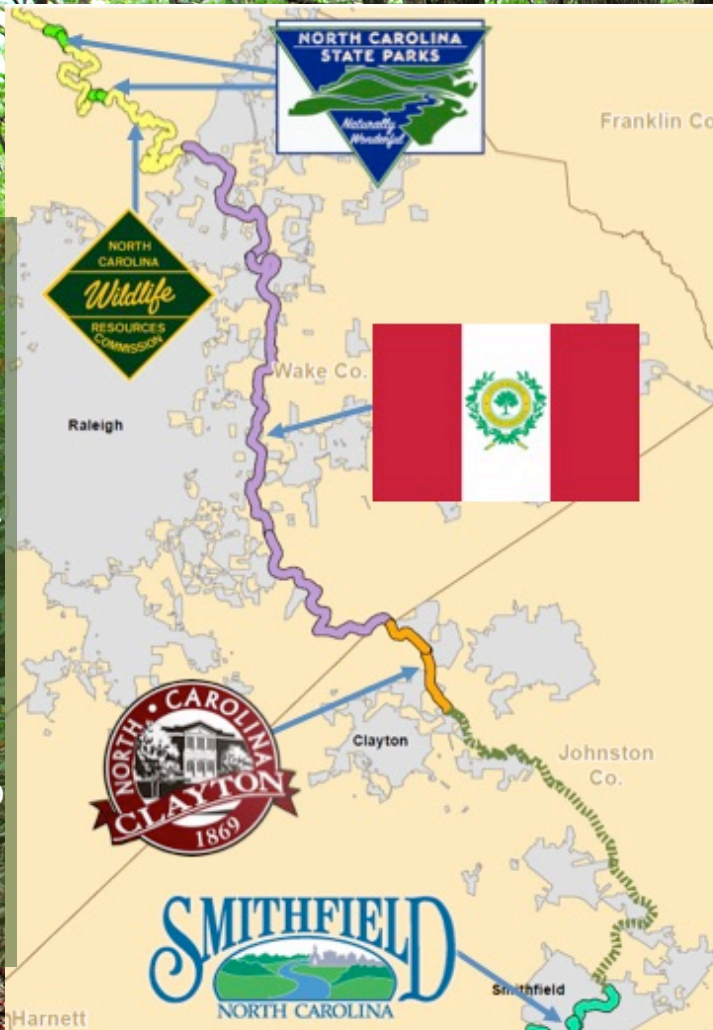 NORTH CAROLINA
STATE PARKS
Naturally
Wonderful
Franklin Co
NORTH
CAROLINA
Wildlife
RESOURCES
COMMISSION
Wake Co.
Raleigh
NORTH • CAROLINA
CLAYTON
1869
Clayton
Johnston
Co.
SMITHFIELD
NORTH CAROLINA
Smithfield
Harnett